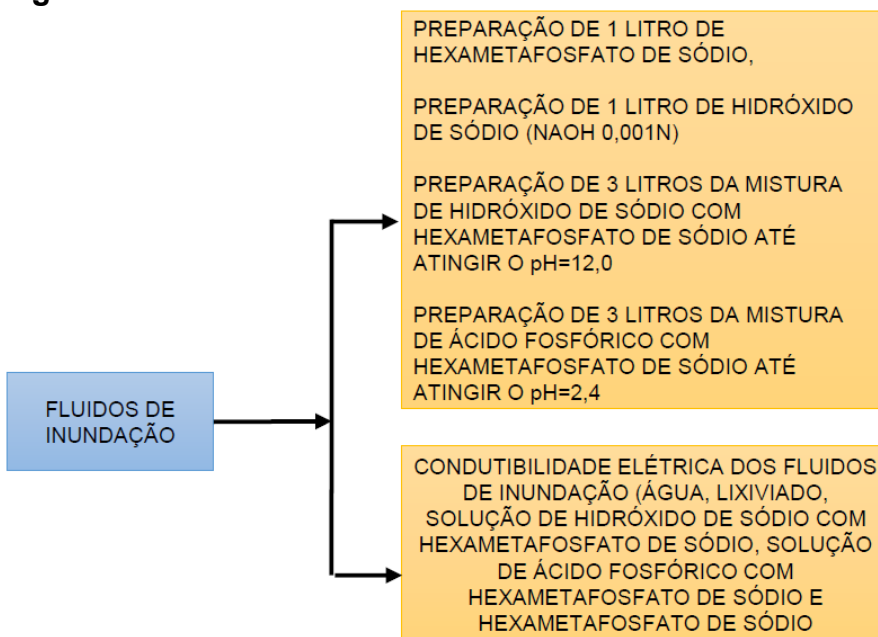 PREPARAÇÃO DE 1 LITRO DE
HEXAMETAFOSFATO DE SÓDIO,
PREPARAÇÃO DE 1 LITRO DE HIDRÓXIDO
DE SÓDIO (NAOH 0,001N)
PREPARAÇÃO DE 3 LITROS DA MISTURA
DE HIDRÓXIDO DE SÓDIO COM
HEXAMETAFOSFATO DE SÓDIO ATÉ
ATINGIR O pH=12,0
PREPARAÇÃO DE 3 LITROS DA MISTURA
DE ÁCIDO FOSFÓRICO COM
HEXAMETAFOSFATO DE SÓDIO ATÉ
ATINGIR O pH=2,4
FLUIDOS DE
INUNDAÇÃO
CONDUTIBILIDADE ELÉTRICA DOS FLUIDOS
DE INUNDAÇÃO (ÁGUA, LIXIVIADO,
SOLUÇÃO DE HIDRÓXIDO DE SÓDIO COM
HEXAMETAFOSFATO DE SÓDIO, SOLUÇÃO
DE ÁCIDO FOSFÓRICO COM
HEXAMETAFOSFATO DE SÓDIO E
HEXAMETAFOSFATO DE SÓDIO